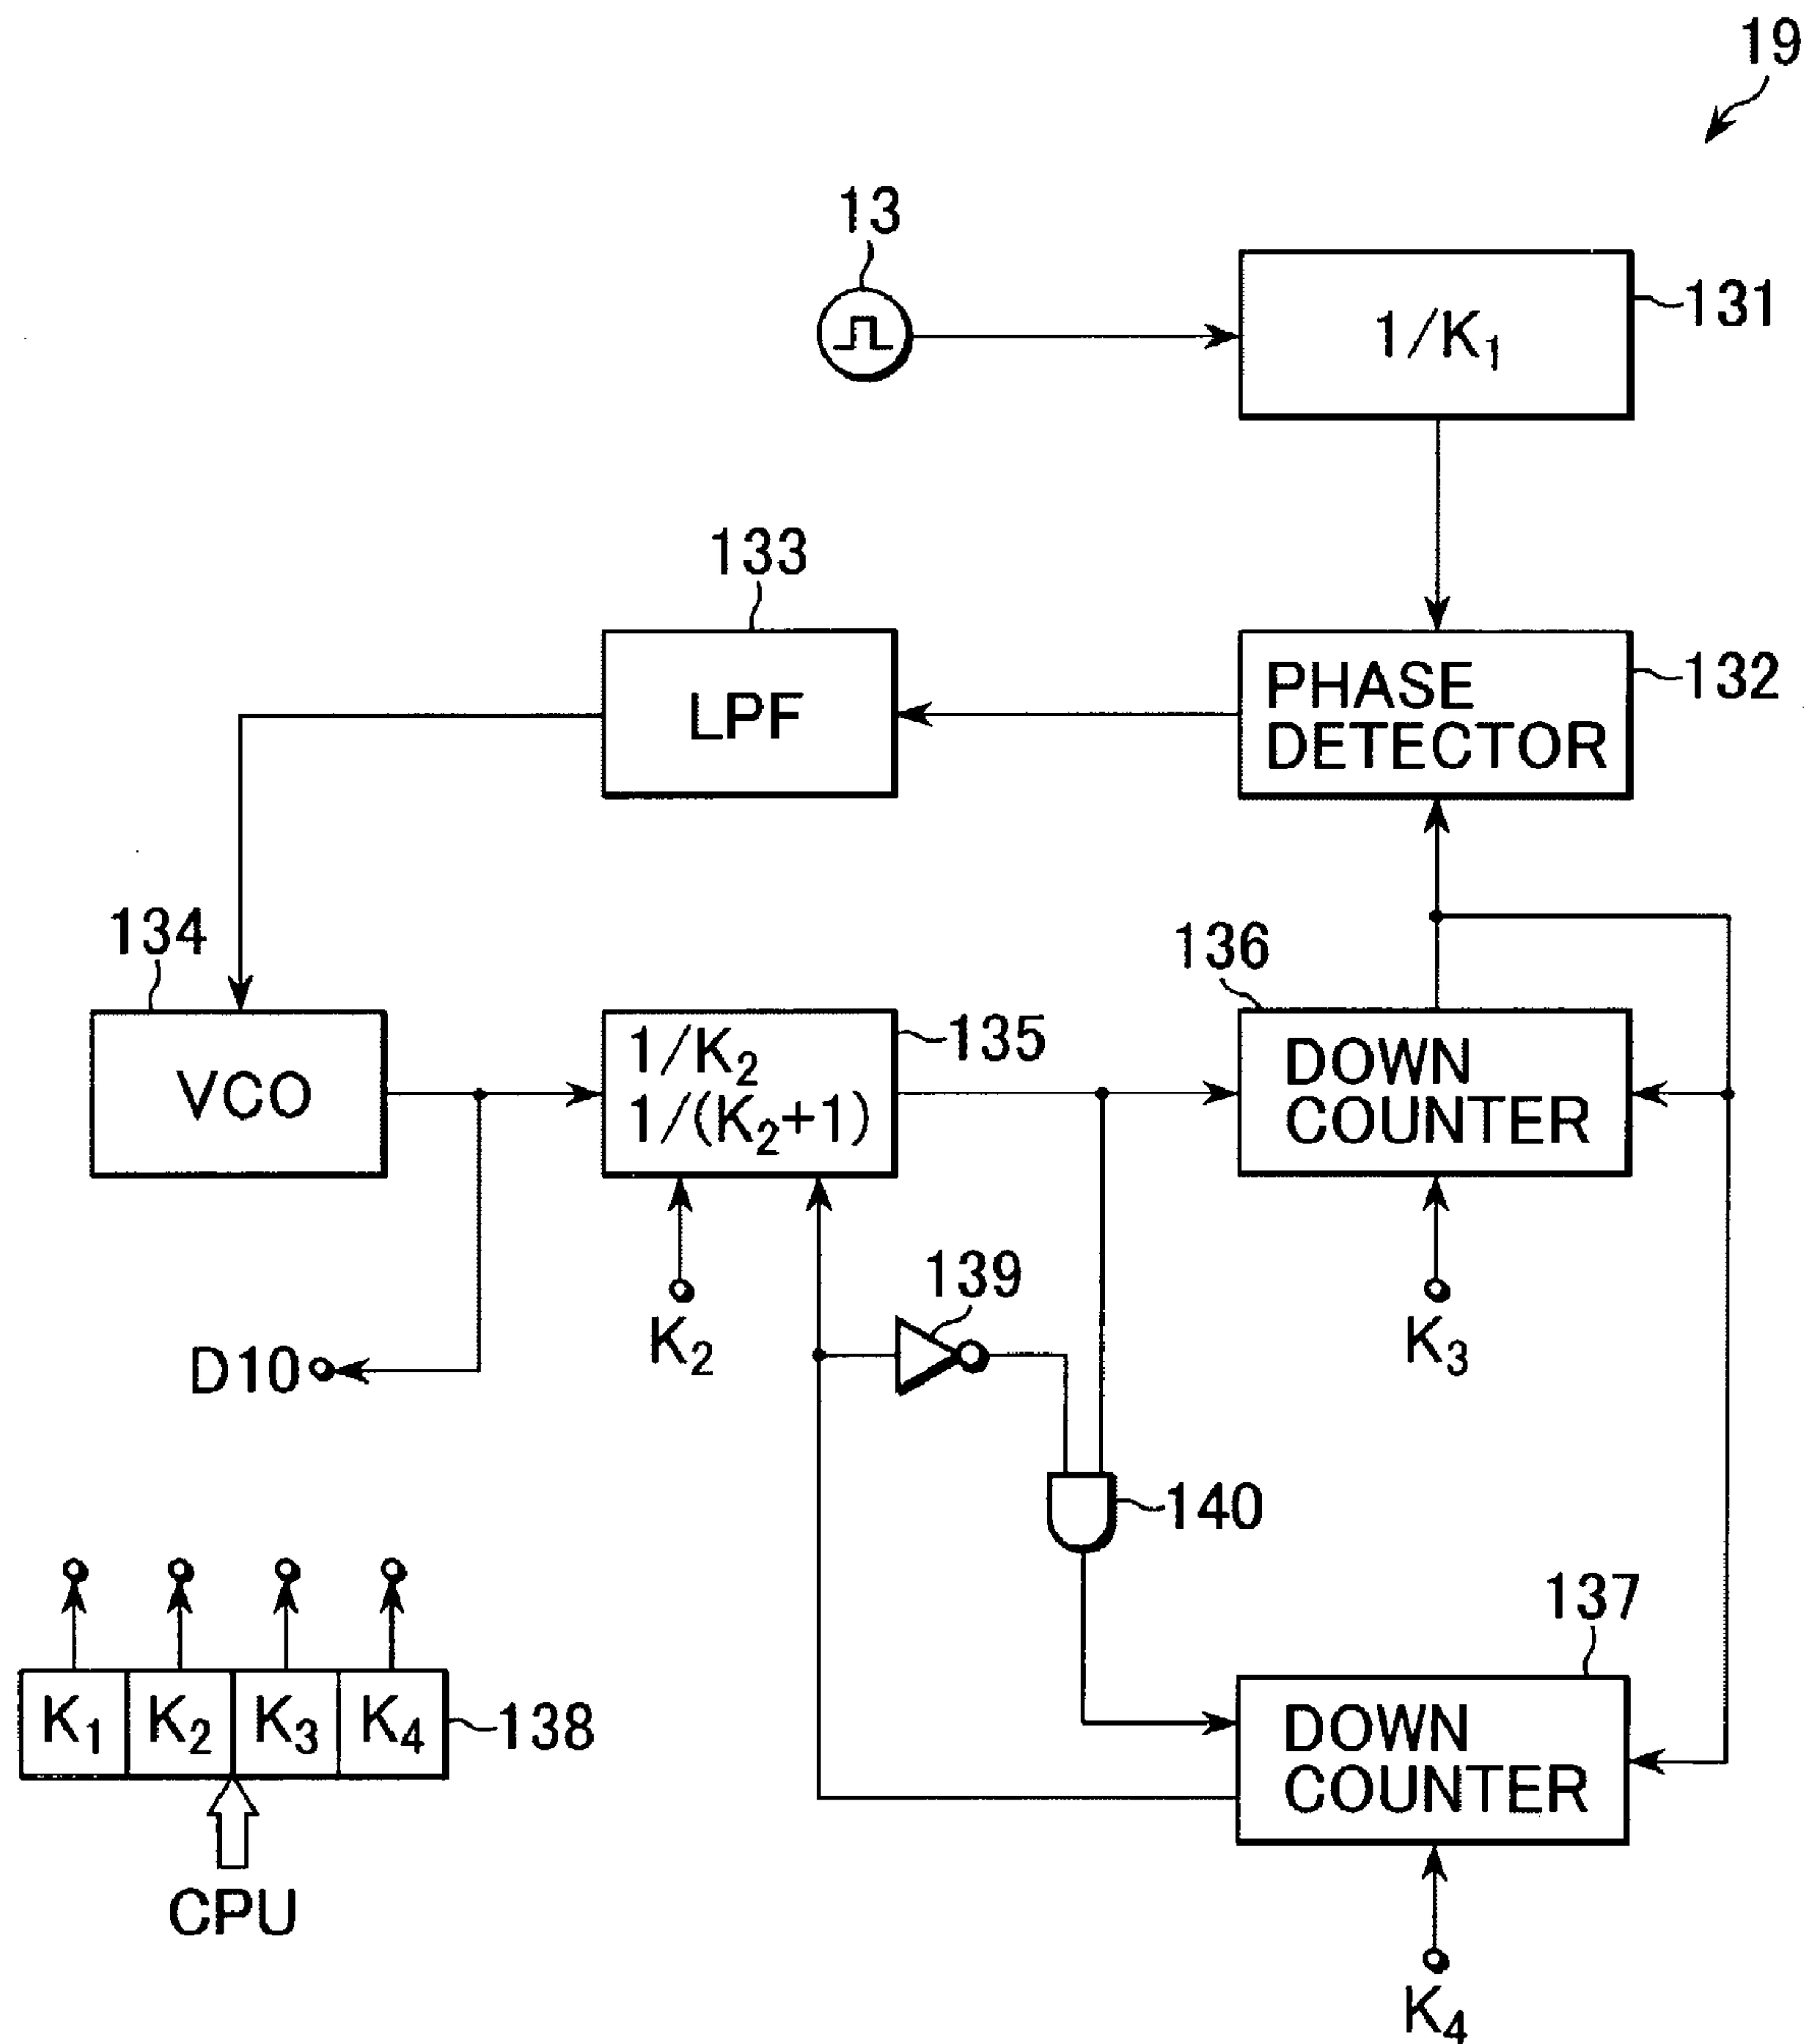 19
13
131
1/K₁
133
132
LPF
PHASE
DETECTOR
134
136
135
VCO
1/K₂
1/(K₂+1)
DOWN
COUNTER
139
D10
K₂
K₃
140
137
K₁ K₂ K₃ K₄
138
DOWN
COUNTER
CPU
K₄